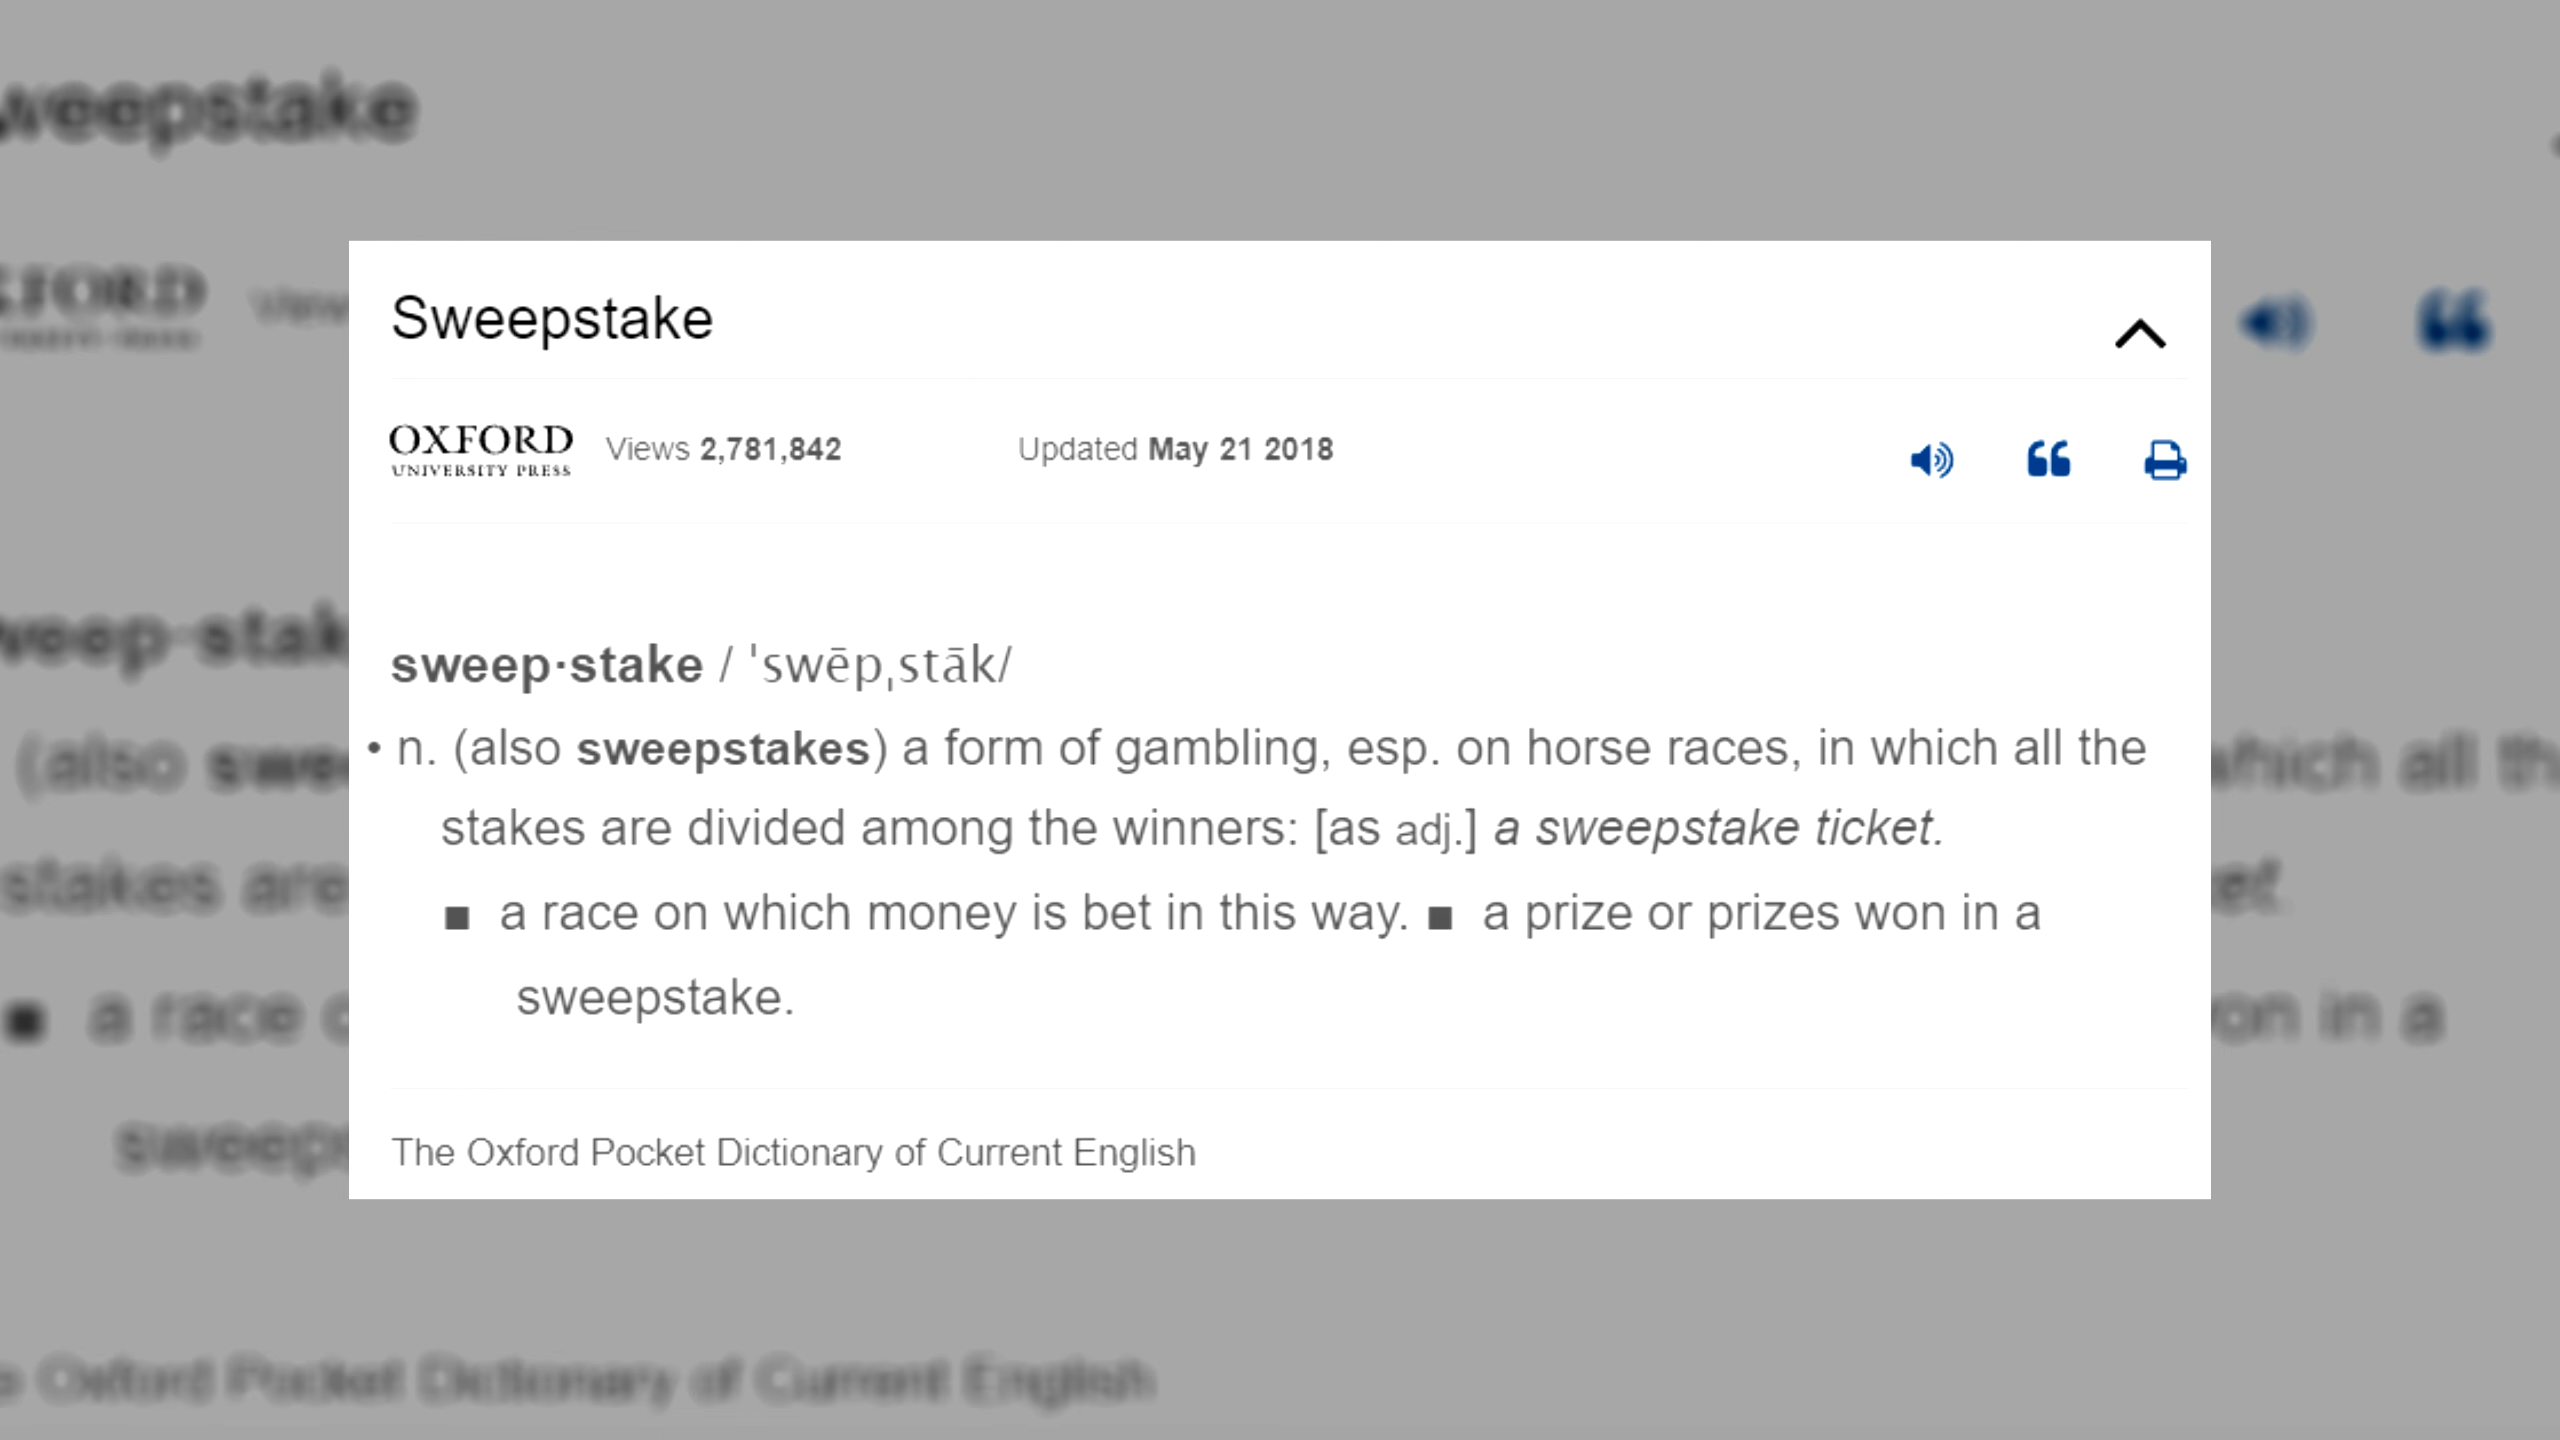 Sweepstake
OXFORD
UNIVERSITY PRESS
Views 2,781,842
Updated May 21 2018
sweep·stake / ˈswēpˌstāk/
• n. (also sweepstakes) a form of gambling, esp. on horse races, in which all the
stakes are divided among the winners: [as adj.] a sweepstake ticket.
■ a race on which money is bet in this way. ■ a prize or prizes won in a
sweepstake.
The Oxford Pocket Dictionary of Current English